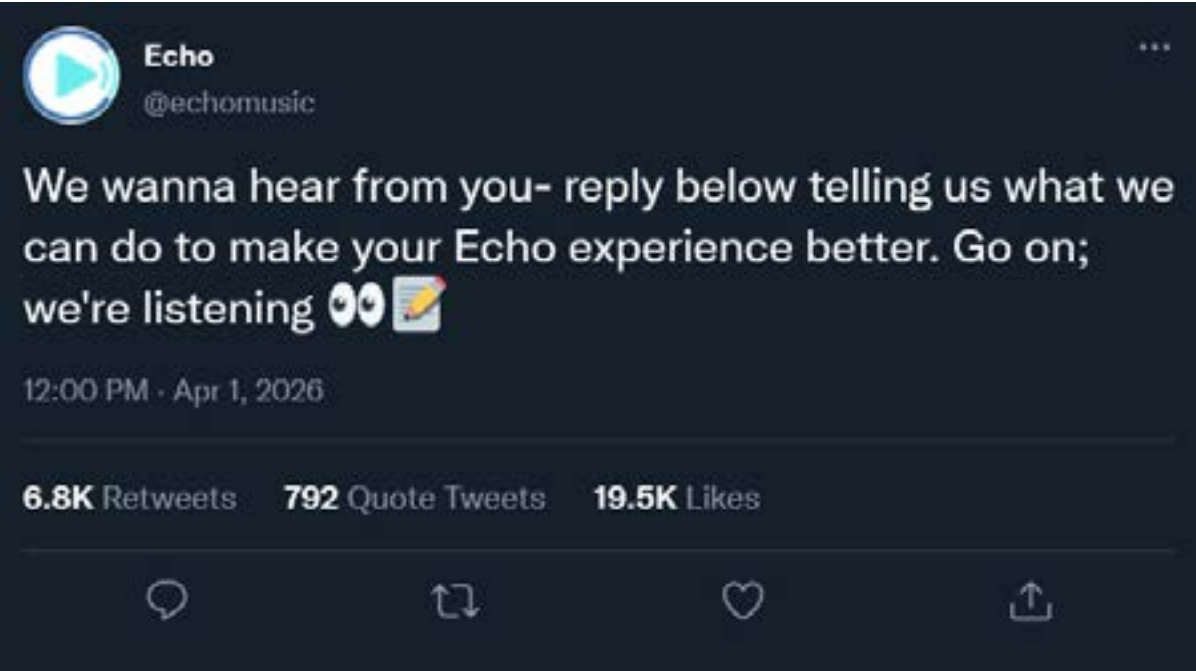 Echo
@echomusic
We wanna hear from you- reply below telling us what we
can do to make your Echo experience better. Go on;
we're listening 👀📝
12:00 PM · Apr 1, 2026
6.8K Retweets 792 Quote Tweets 19.5K Likes